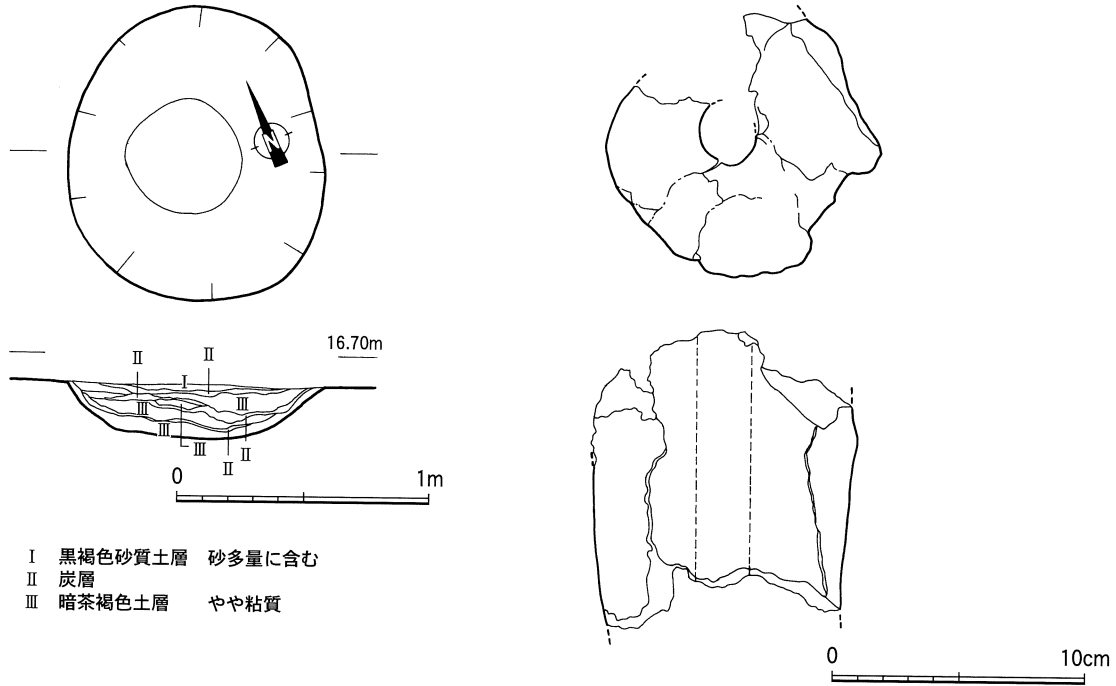 16.70m
Ⅱ Ⅱ
Ⅰ
Ⅲ Ⅲ
Ⅲ
Ⅲ Ⅱ
Ⅱ
0 1m
Ⅰ 黒褐色砂質土層 砂多量に含む
Ⅱ 炭層
Ⅲ 暗茶褐色土層 やや粘質
0 10cm